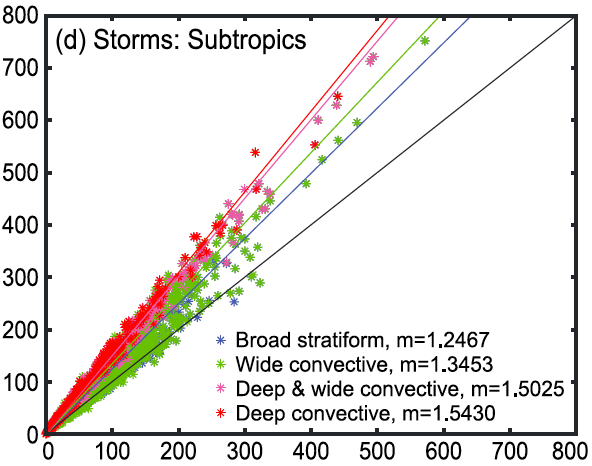 800
(d) Storms: Subtropics
700
600
500
400
300
200
Broad stratiform, m=1.2467
Wide convective, m=1.3453
100
Deep & wide convective, m=1.5025
Deep convective, m=1.5430
0
0 100 200 300 400 500 600 700 800